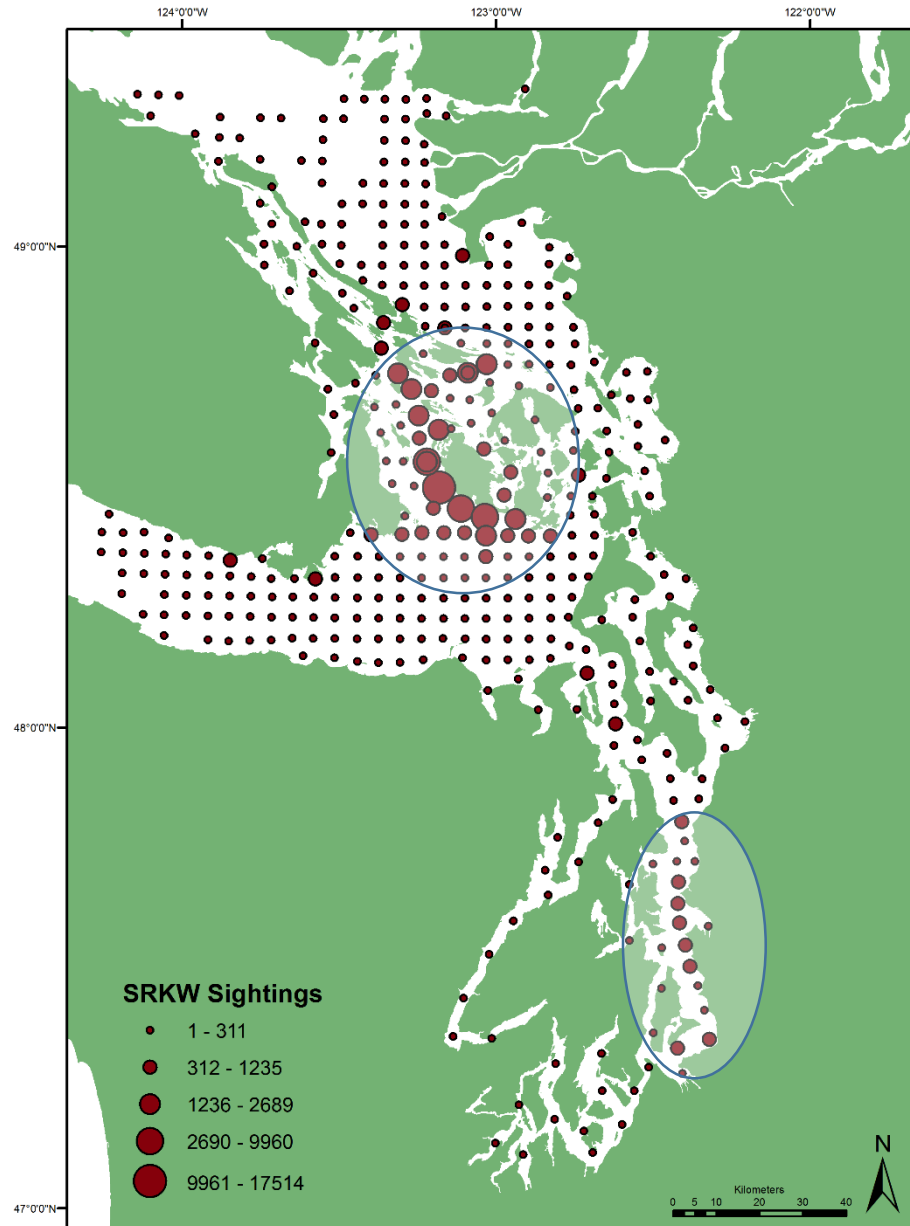 124°0'0"W
123°0'0"W
122°0'0"W
49°0'0"N
48°0'0"N
47°0'0"N
SRKW Sightings
1 - 311
312 - 1235
1236 - 2689
2690 - 9960
9961 - 17514
N
Kilometers
0 5 10 20 30 40